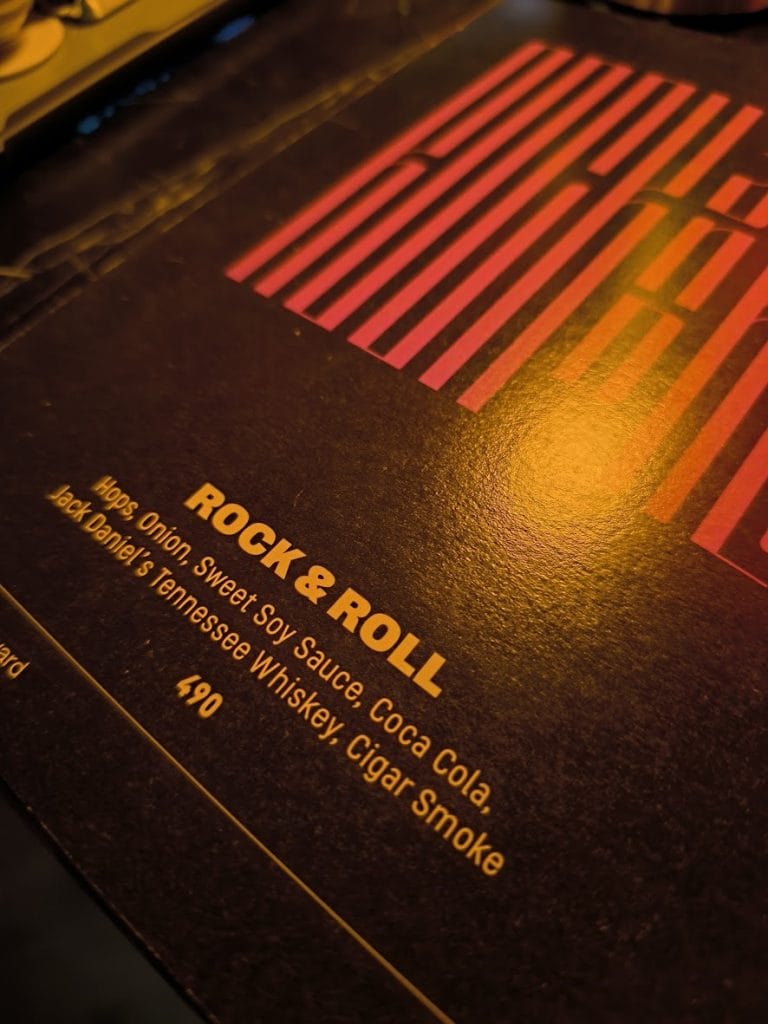 ROCK & ROLL
Hops, Onion, Sweet Soy Sauce, Coca Cola,
Jack Daniel's Tennessee Whiskey, Cigar Smoke
490